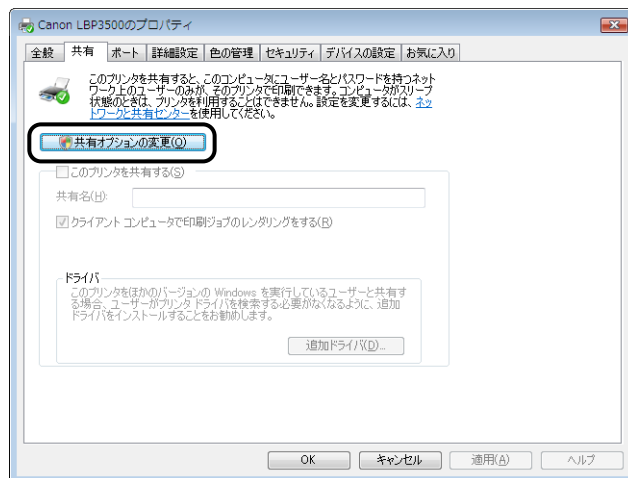 Canon LBP3500のプロパティ
全般 共有 ポート 詳細設定 色の管理 セキュリティ デバイスの設定 お気に入り
このプリンタを共有すると、このコンピュータにユーザー名とパスワードを持つネット
ワーク上のユーザーのみが、そのプリンタで印刷できます。コンピュータがスリープ
状態のときは、プリンタを利用することはできません。設定を変更するには、ネッ
トワークと共有センターを使用してください。
共有オプションの変更(O)
このプリンタを共有する(S)
共有名(H):
クライアント コンピュータで印刷ジョブのレンダリングをする(R)
ドライバ
このプリンタをほかのバージョンの Windows を実行しているユーザーと共有す
る場合、ユーザーがプリンタ ドライバを検索する必要がなくなるように、追加
ドライバをインストールすることをお勧めします。
追加ドライバ(D)...
OK キャンセル 適用(A) ヘルプ